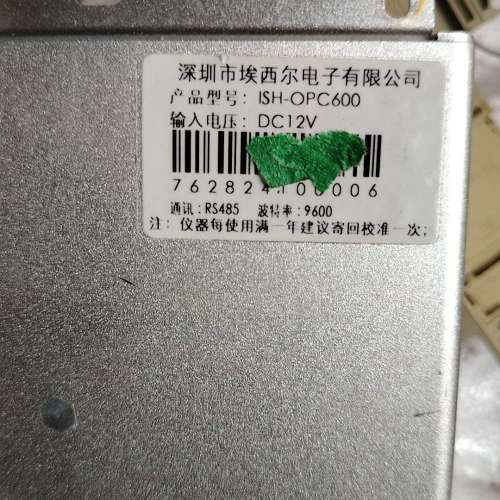 深圳市埃西尔电子有限公司
产品型号: ISH-OPC600
输入电压: DC12V
通讯:RS485 波特率:9600
注: 仪器每使用满一年建议寄回校准一次;